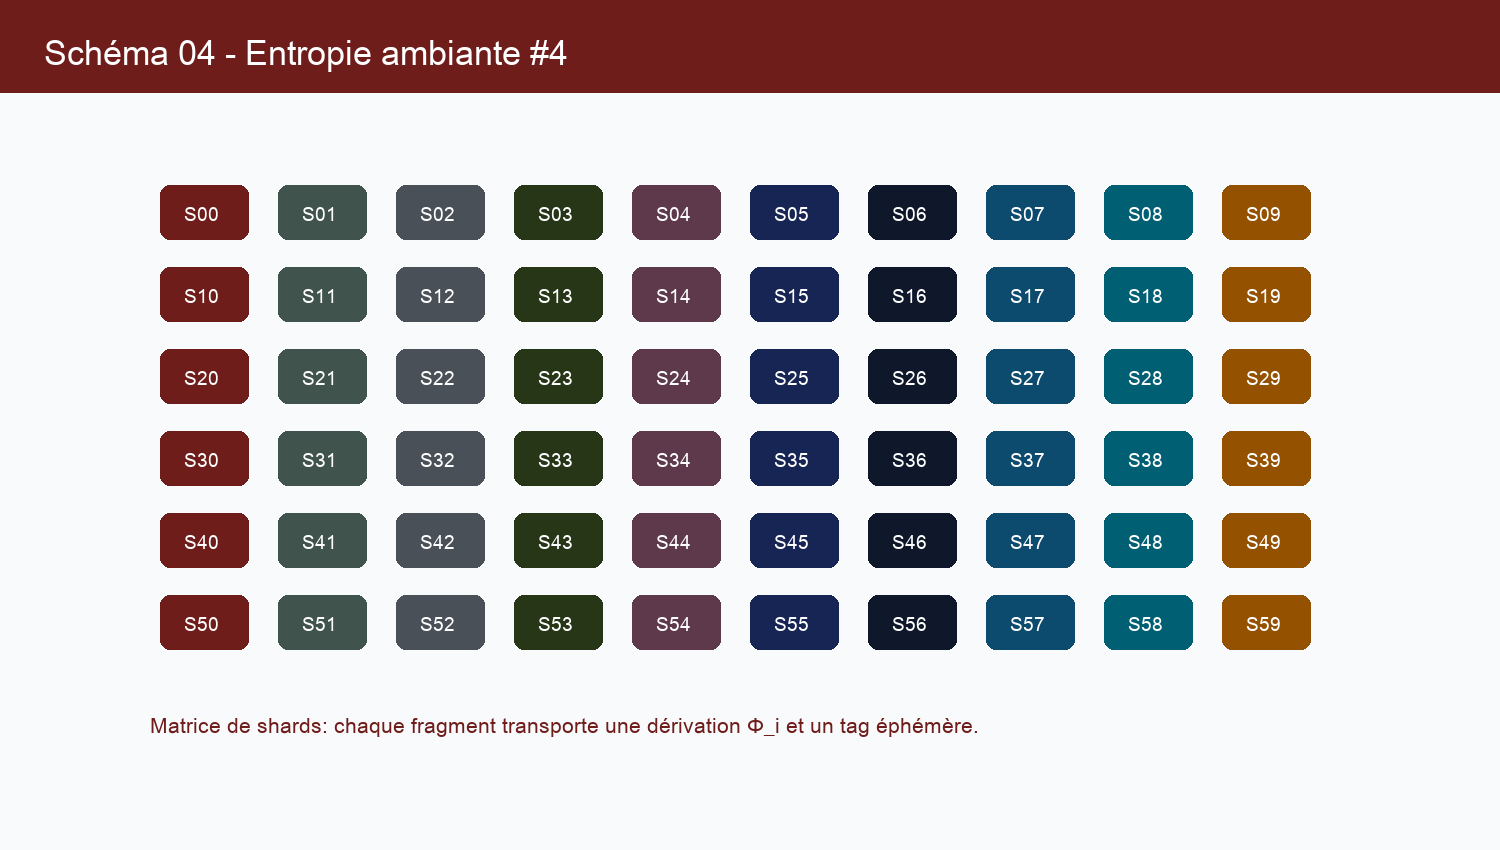 Schéma 04 - Entropie ambiante #4
S00 S01 S02 S03 S04 S05 S06 S07 S08 S09
S10 S11 S12 S13 S14 S15 S16 S17 S18 S19
S20 S21 S22 S23 S24 S25 S26 S27 S28 S29
S30 S31 S32 S33 S34 S35 S36 S37 S38 S39
S40 S41 S42 S43 S44 S45 S46 S47 S48 S49
S50 S51 S52 S53 S54 S55 S56 S57 S58 S59
Matrice de shards: chaque fragment transporte une dérivation Φ_i et un tag éphémère.